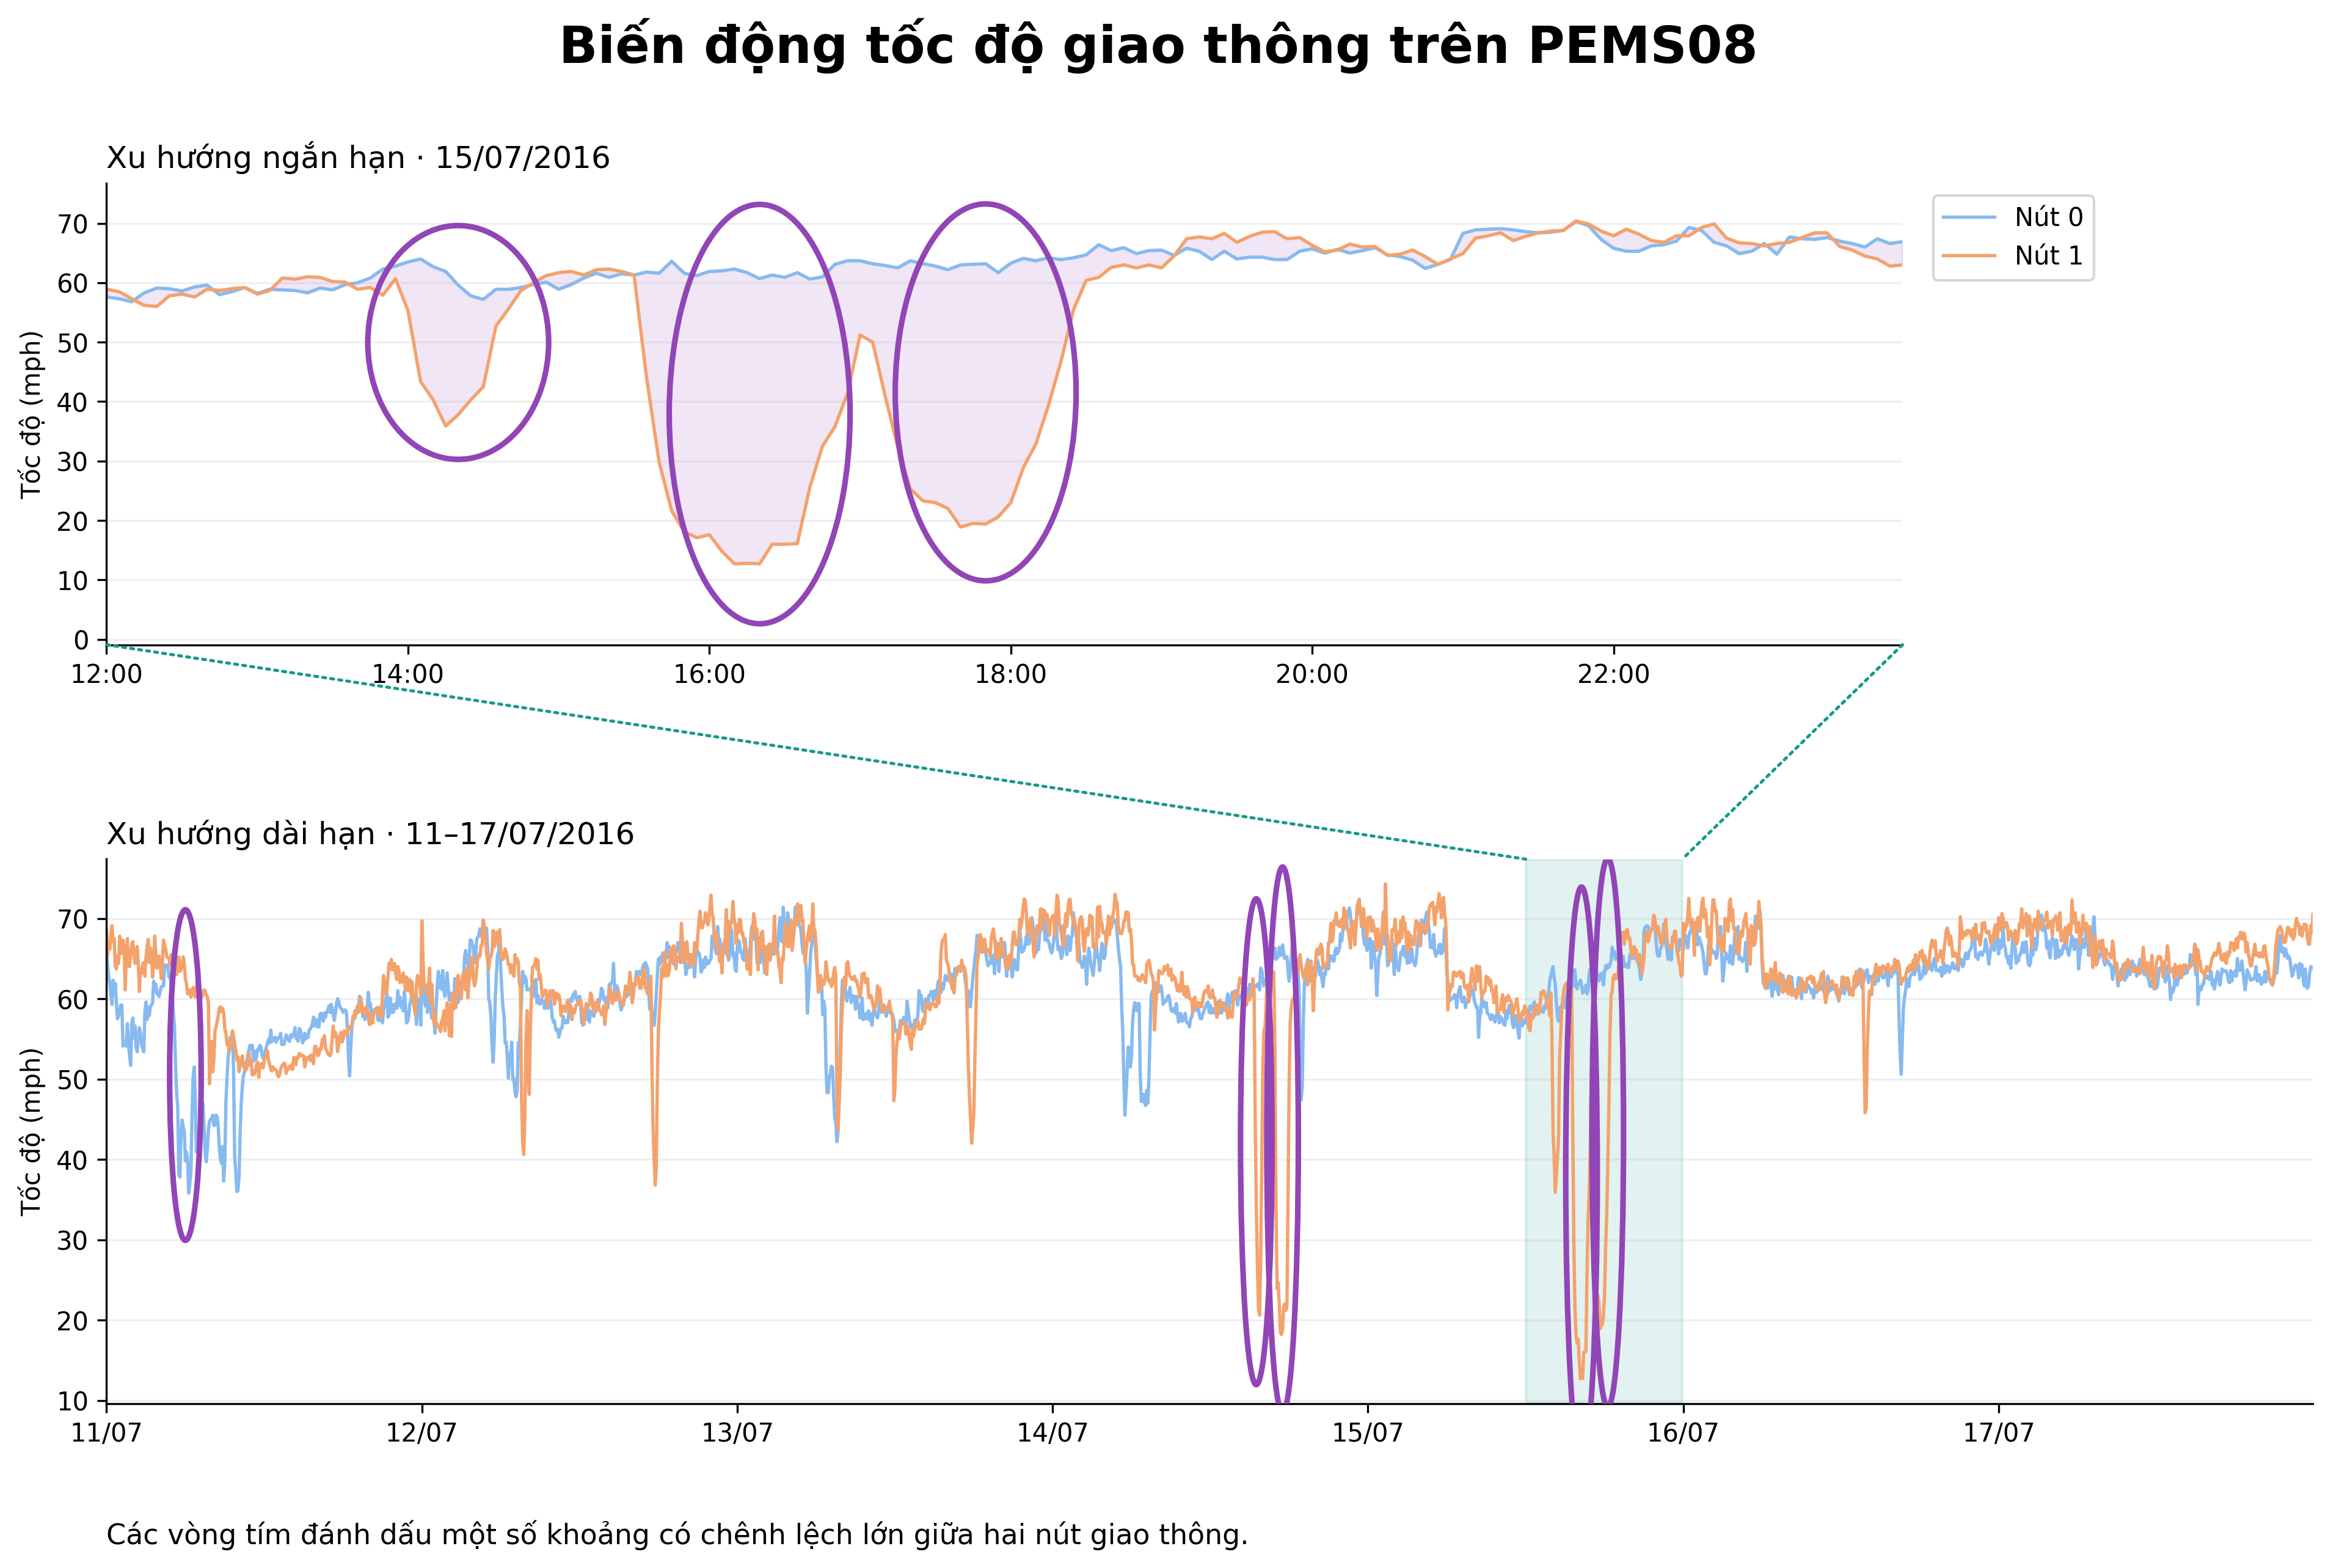 Biến động tốc độ giao thông trên PEMS08
Xu hướng ngắn hạn · 15/07/2016
Nút 0
Nút 1
Tốc độ (mph)
70
60
50
40
30
20
10
0
12:00 14:00 16:00 18:00 20:00 22:00
Xu hướng dài hạn · 11–17/07/2016
Tốc độ (mph)
70
60
50
40
30
20
10
11/07 12/07 13/07 14/07 15/07 16/07 17/07
Các vòng tím đánh dấu một số khoảng có chênh lệch lớn giữa hai nút giao thông.